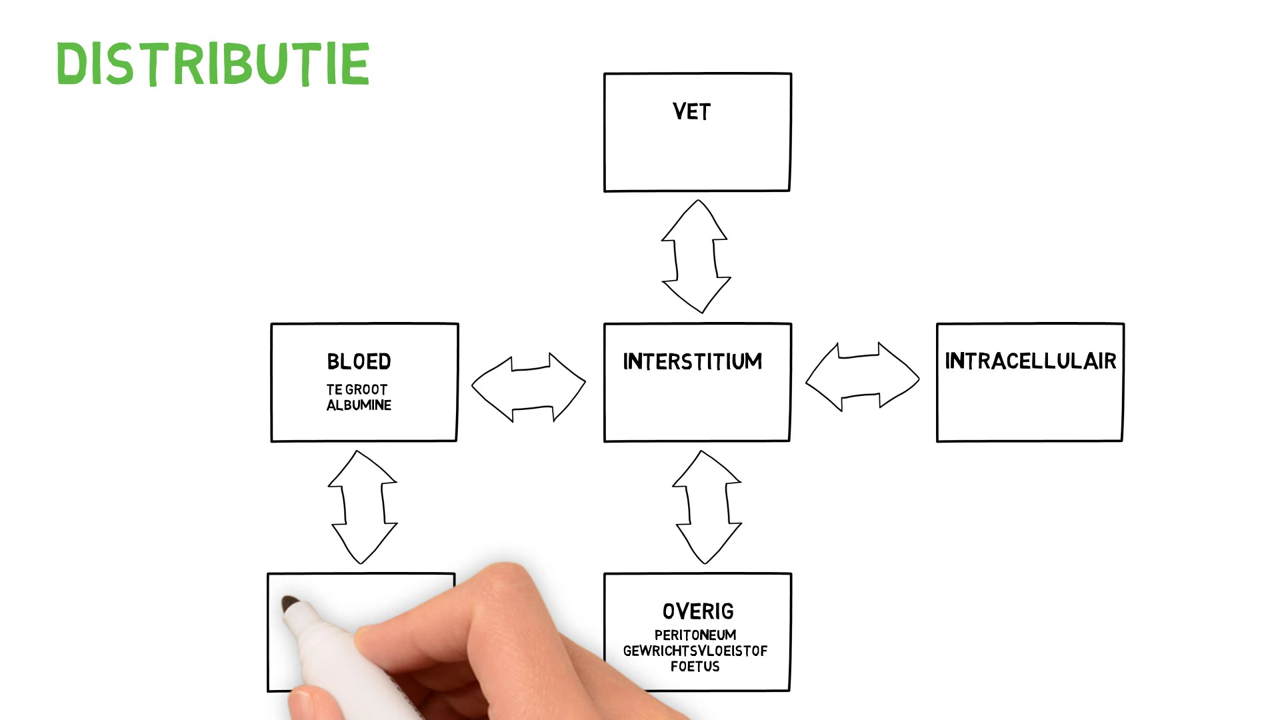 DISTRIBUTIE
VET
BLOED
TE GROOT
ALBUMINE
INTERSTITIUM
INTRACELLULAIR
OVERIG
PERITONEUM
GEWRICHTSVLOEISTOF
FOETUS